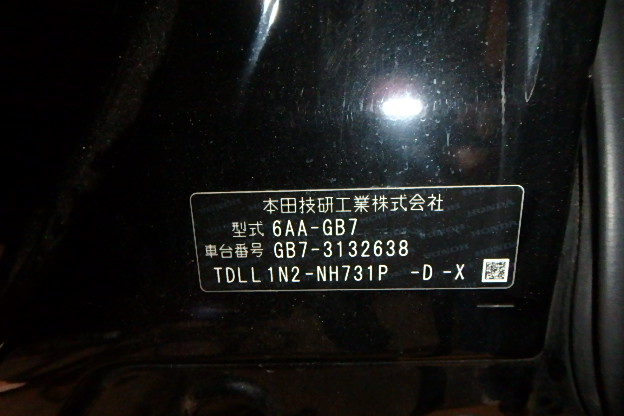 本田技研工業株式会社
型式 6AA-GB7
車台番号 GB7-3132638
TDLL1N2-NH731P -D-X